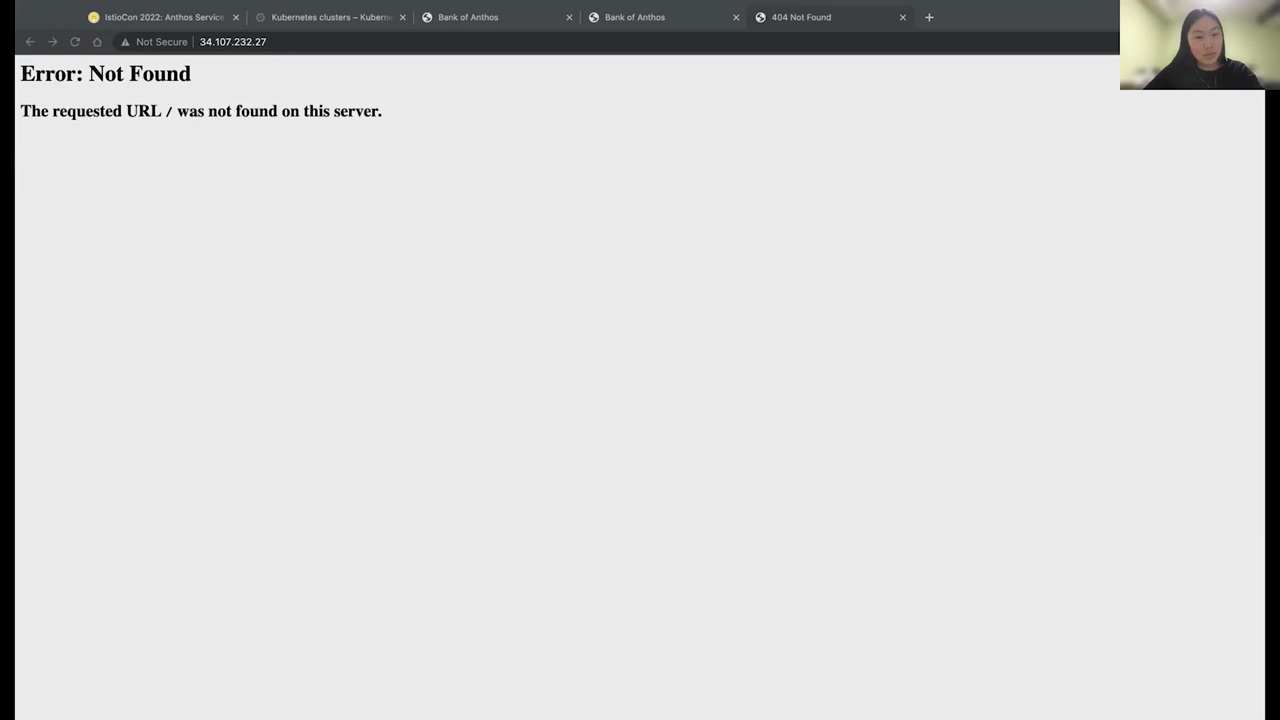 IstioCon 2022: Anthos Service
Kubernetes clusters – Kuberne
Bank of Anthos
Bank of Anthos
404 Not Found
Not Secure
34.107.232.27
Error: Not Found
The requested URL / was not found on this server.